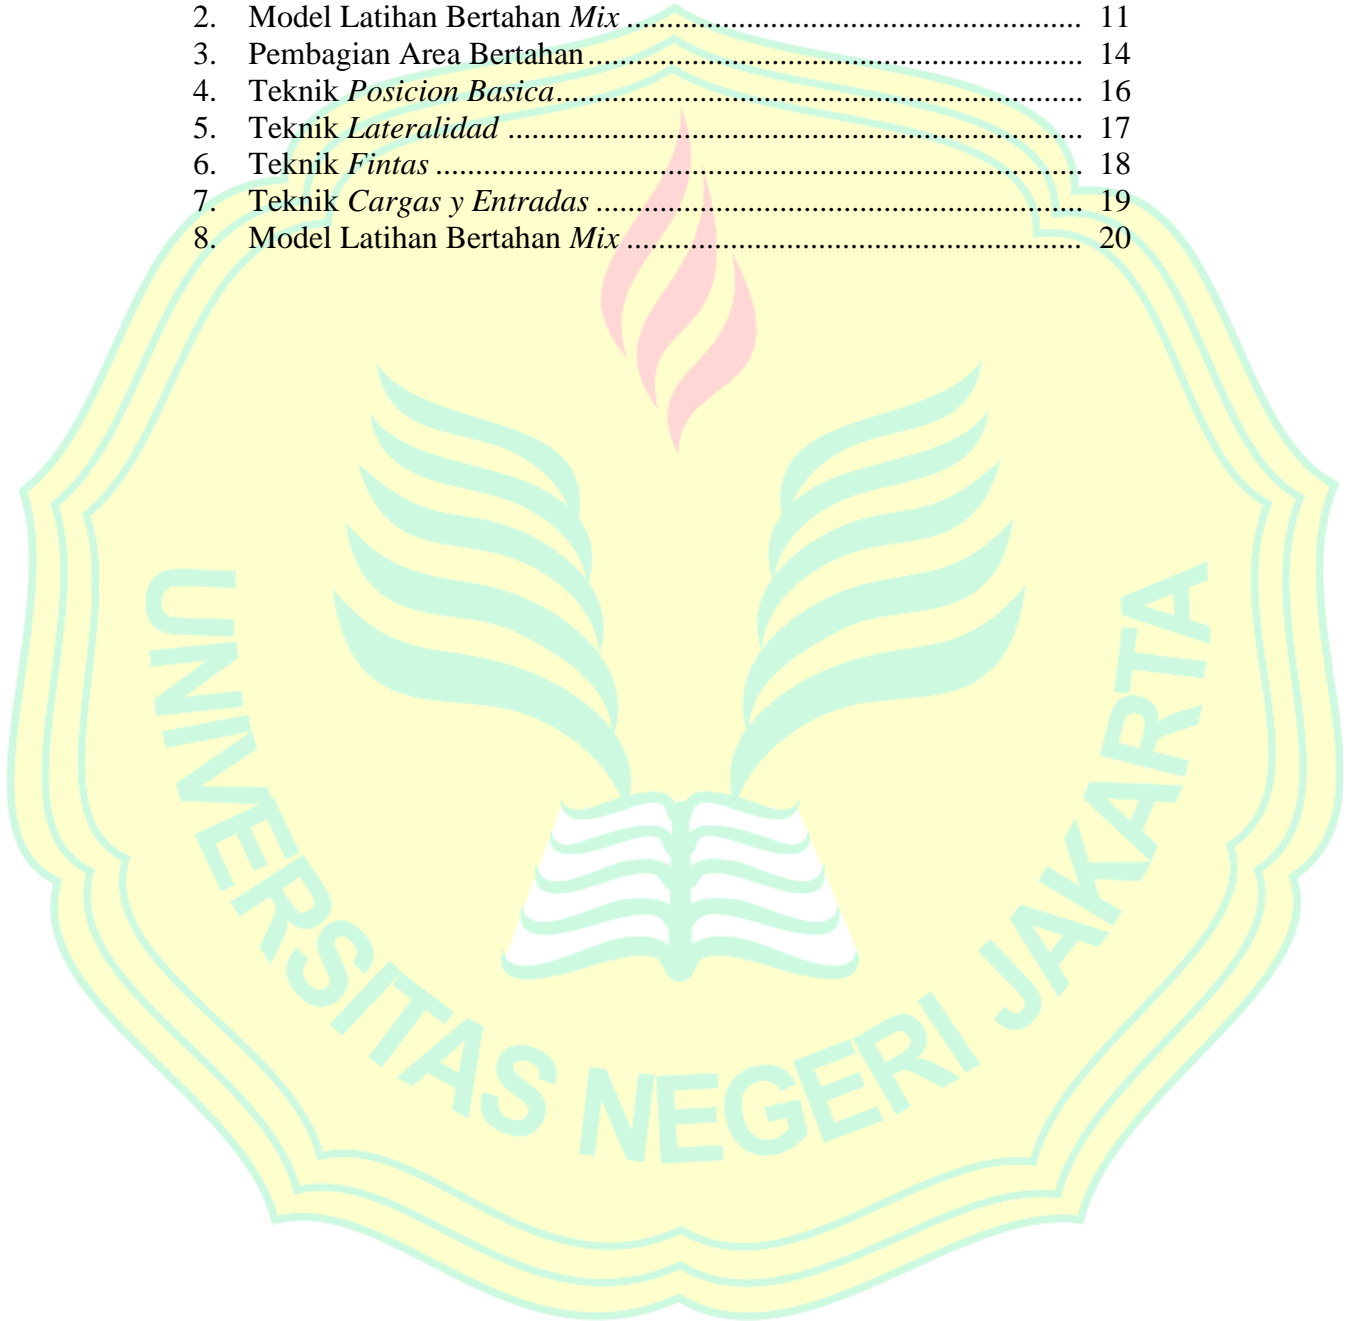 2. Model Latihan Bertahan Mix ........................................................ 11
3. Pembagian Area Bertahan ............................................................. 14
4. Teknik Posicion Basica................................................................. 16
5. Teknik Lateralidad ....................................................................... 17
6. Teknik Fintas ................................................................................ 18
7. Teknik Cargas y Entradas ............................................................ 19
8. Model Latihan Bertahan Mix ........................................................ 20
UNIVERSITAS NEGERI JAKARTA